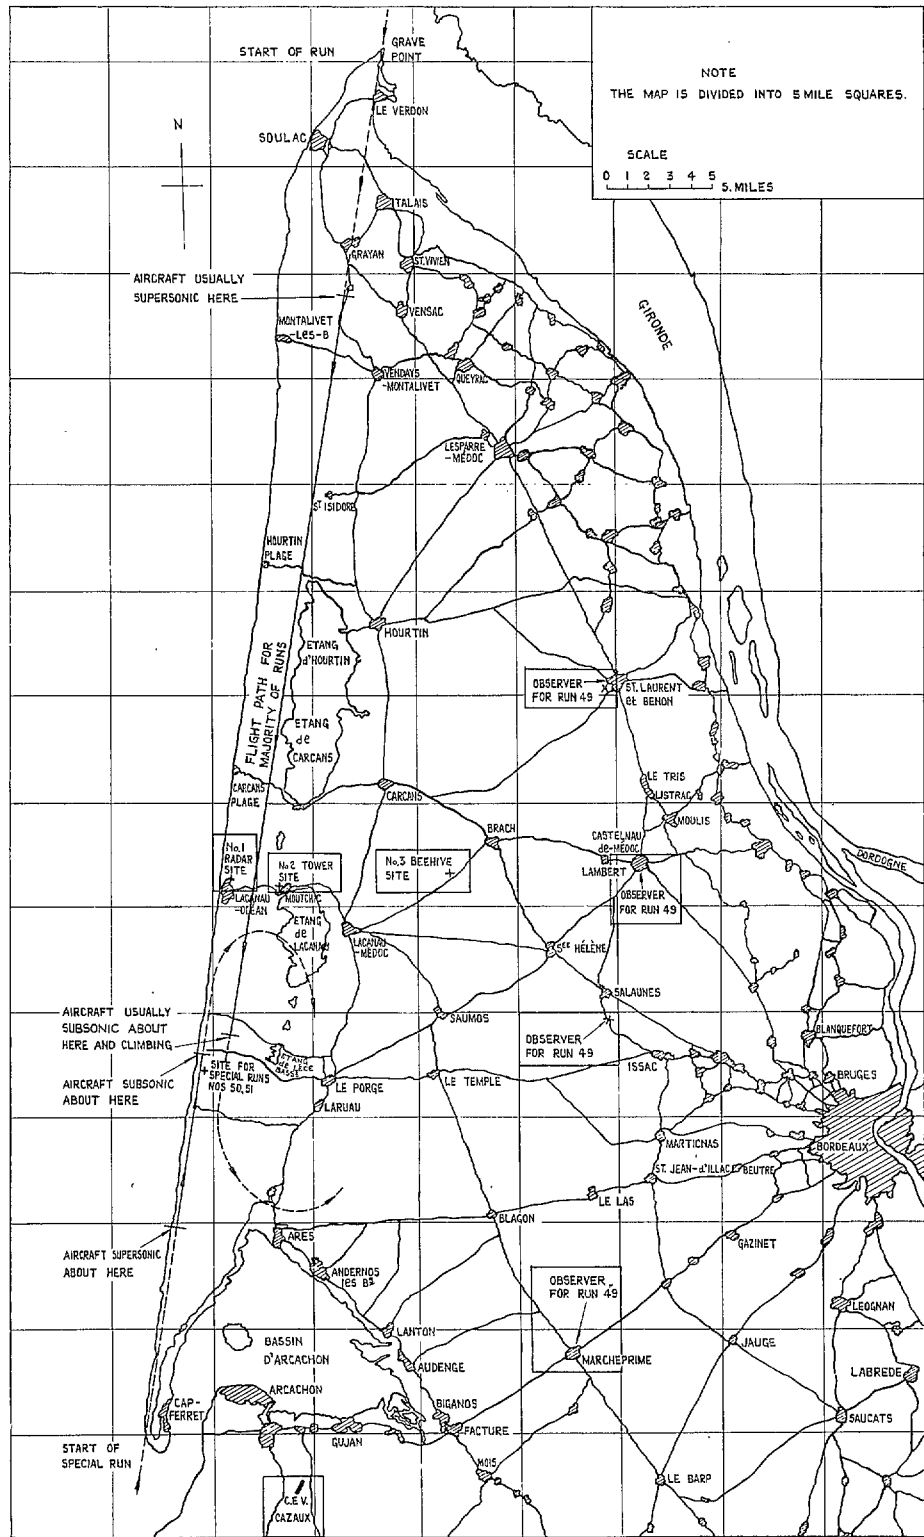 START OF RUN
GRAVE
POINT
NOTE
THE MAP IS DIVIDED INTO 5 MILE SQUARES.
LE VERDON
N
SOULAC
SCALE
0 1 2 3 4 5
5. MILES
TALAIS
GRAYAN
ST. VIVIEN
AIRCRAFT USUALLY
SUPERSONIC HERE
VENSAC
GIRONDE
MONTALIVET
-LES-B
VENDAYS
-MONTALIVET
QUEYRAC
LESPARRE
-MÉDOC
ST ISIDORE
HOURTIN
PLAGE
HOURTIN
ETANG
d'HOURTIN
FLIGHT PATH FOR
MAJORITY OF RUNS
OBSERVER
FOR RUN 49
ST. LAURENT
et BENON
ETANG
de
CARCANS
CARCANS
PLAGE
CARCANS
LE TRIS
LISTRAC
MOULIS
BRACH
CASTELNAU
de-MÉDOC
DORDOGNE
No.1
RADAR
SITE
No2 TOWER
SITE
No.3 BEEHIVE
SITE
LAMBERT
MOUTCHIC
LACANAU
-OCÉAN
OBSERVER
FOR RUN 49
ETANG
de
LACANAU
LACANAU
-MÉDOC
STE HÉLÈNE
SALAUNES
AIRCRAFT USUALLY
SUBSONIC ABOUT
HERE AND CLIMBING
SAUMOS
OBSERVER
FOR RUN 49
BLANQUEFORT
ETANG
de LEGE
BASSE
ISSAC
AIRCRAFT SUBSONIC
ABOUT HERE
SITE FOR
SPECIAL RUNS
NOS 50,51
LE PORGE
LE TEMPLE
BRUGES
LARUAU
MARTIGNAS
BORDEAUX
ST. JEAN-d'ILLAC
BEUTRE
LE LAS
BLAGON
ARES
GAZINET
AIRCRAFT SUPERSONIC
ABOUT HERE
ANDERNOS
les Bs
OBSERVER
FOR RUN 49
LEOGNAN
LANTON
BASSIN
D'ARCACHON
JAUGE
AUDENGE
MARCHEPRIME
LABREDE
ARCACHON
CAP-
FERRET
BIGANOS
SAUCATS
FACTURE
GUJAN
START OF
SPECIAL RUN
MOIS
LE BARP
C.E.V.
CAZAUX